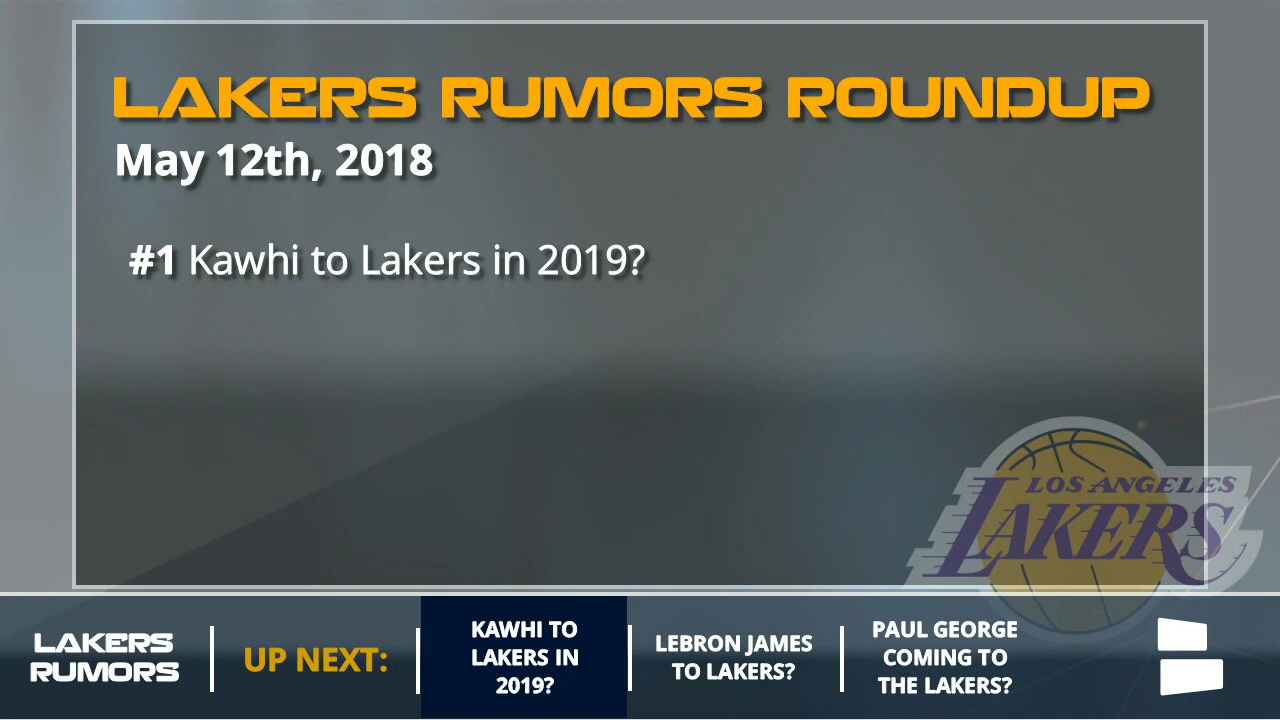 LAKERS RUMORS ROUNDUP
May 12th, 2018
#1 Kawhi to Lakers in 2019?
LOS ANGELES
LAKERS
LAKERS
RUMORS
UP NEXT:
KAWHI TO
LAKERS IN
2019?
LEBRON JAMES
TO LAKERS?
PAUL GEORGE
COMING TO
THE LAKERS?